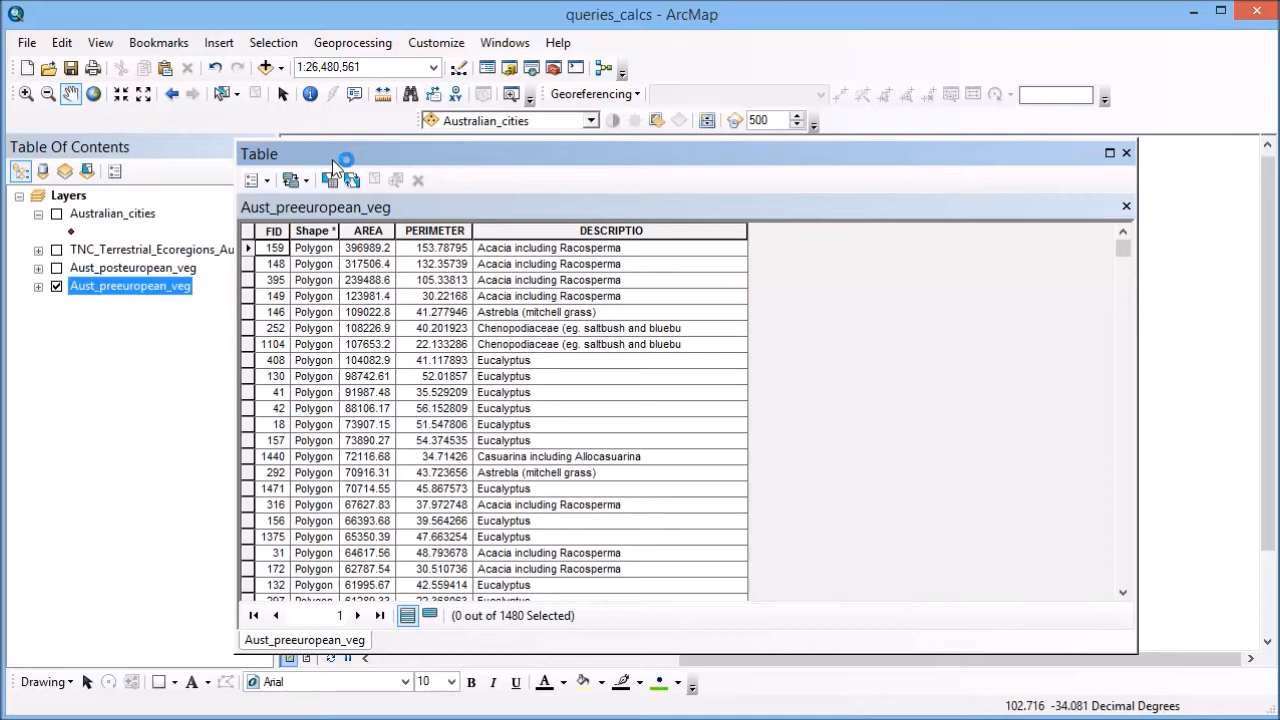 queries_calcs - ArcMap
File Edit View Bookmarks Insert Selection Geoprocessing Customize Windows Help
1:26,480,561
Georeferencing
Australian_cities 500
Table Of Contents
Layers
Australian_cities
TNC_Terrestrial_Ecoregions_Au
Aust_posteuropean_veg
Aust_preeuropean_veg
Table
Aust_preeuropean_veg
FID Shape * AREA PERIMETER DESCRIPTIO
159 Polygon 396989.2 153.78795 Acacia including Racosperma
148 Polygon 317506.4 132.35739 Acacia including Racosperma
395 Polygon 239488.6 105.33813 Acacia including Racosperma
149 Polygon 123981.4 30.22168 Acacia including Racosperma
146 Polygon 109022.8 41.277946 Astrebla (mitchell grass)
252 Polygon 108226.9 40.201923 Chenopodiaceae (eg. saltbush and bluebu
1104 Polygon 107653.2 22.133286 Chenopodiaceae (eg. saltbush and bluebu
408 Polygon 104082.9 41.117893 Eucalyptus
130 Polygon 98742.61 52.01857 Eucalyptus
41 Polygon 91987.48 35.529209 Eucalyptus
42 Polygon 88106.17 56.152809 Eucalyptus
18 Polygon 73907.15 51.547806 Eucalyptus
157 Polygon 73890.27 54.374535 Eucalyptus
1440 Polygon 72116.68 34.71426 Casuarina including Allocasuarina
292 Polygon 70916.31 43.723656 Astrebla (mitchell grass)
1471 Polygon 70714.55 45.867573 Eucalyptus
316 Polygon 67627.83 37.972748 Acacia including Racosperma
156 Polygon 66393.68 39.564266 Eucalyptus
1375 Polygon 65350.39 47.663254 Eucalyptus
31 Polygon 64617.56 48.793678 Acacia including Racosperma
172 Polygon 62787.54 30.510736 Acacia including Racosperma
132 Polygon 61995.67 42.559414 Eucalyptus
297 Polygon 61289.33 22.368063 Eucalyptus
1 (0 out of 1480 Selected)
Aust_preeuropean_veg
Drawing A Arial 10 B I U A
102.716 -34.081 Decimal Degrees